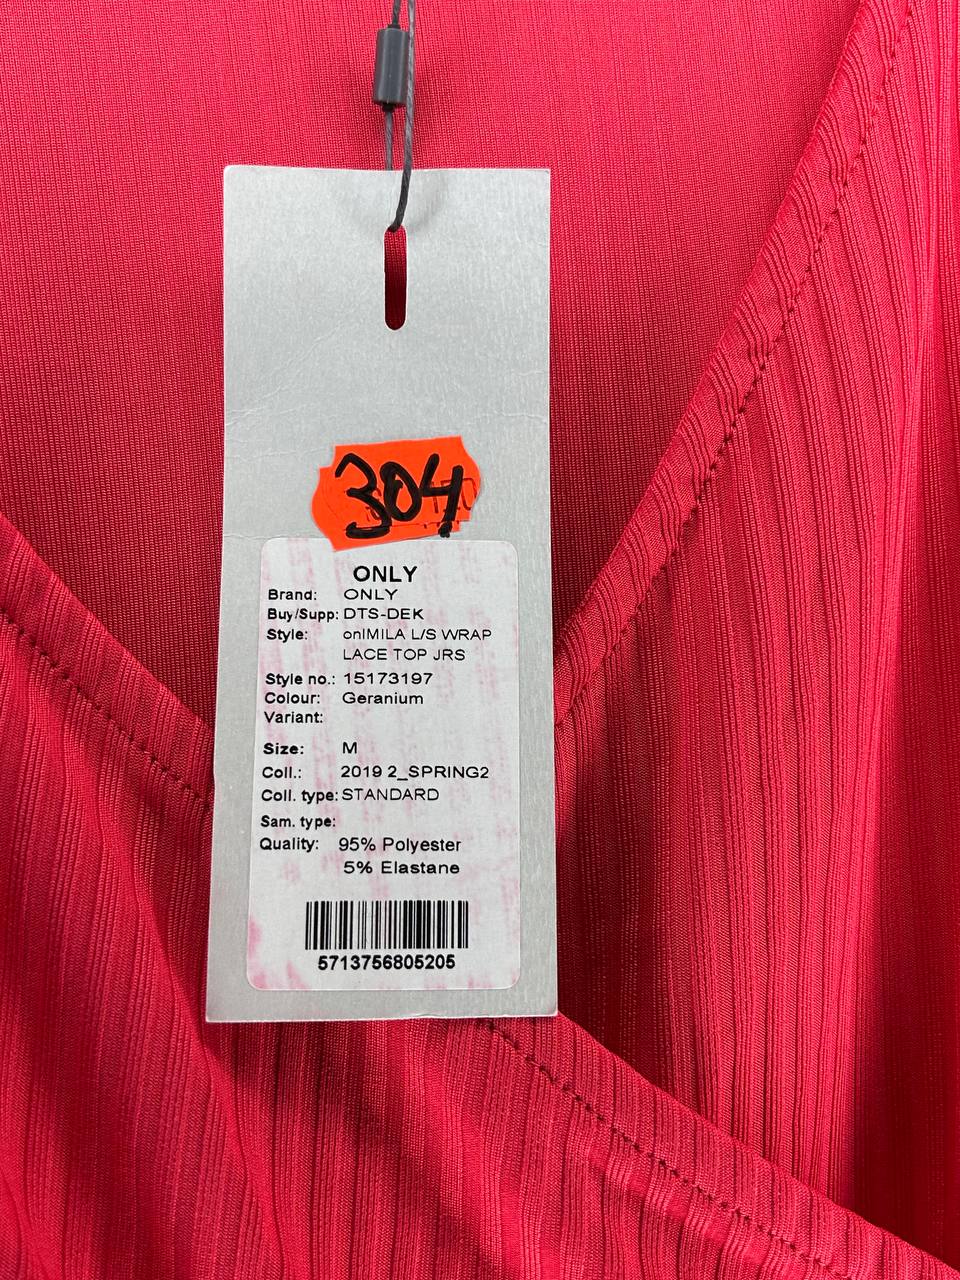 304
ONLY
Brand: ONLY
Buy/Supp: DTS-DEK
Style: onlMILA L/S WRAP
LACE TOP JRS
Style no.: 15173197
Colour: Geranium
Variant:
Size: M
Coll.: 2019 2_SPRING2
Coll. type: STANDARD
Sam. type:
Quality: 95% Polyester
5% Elastane
5713756805205